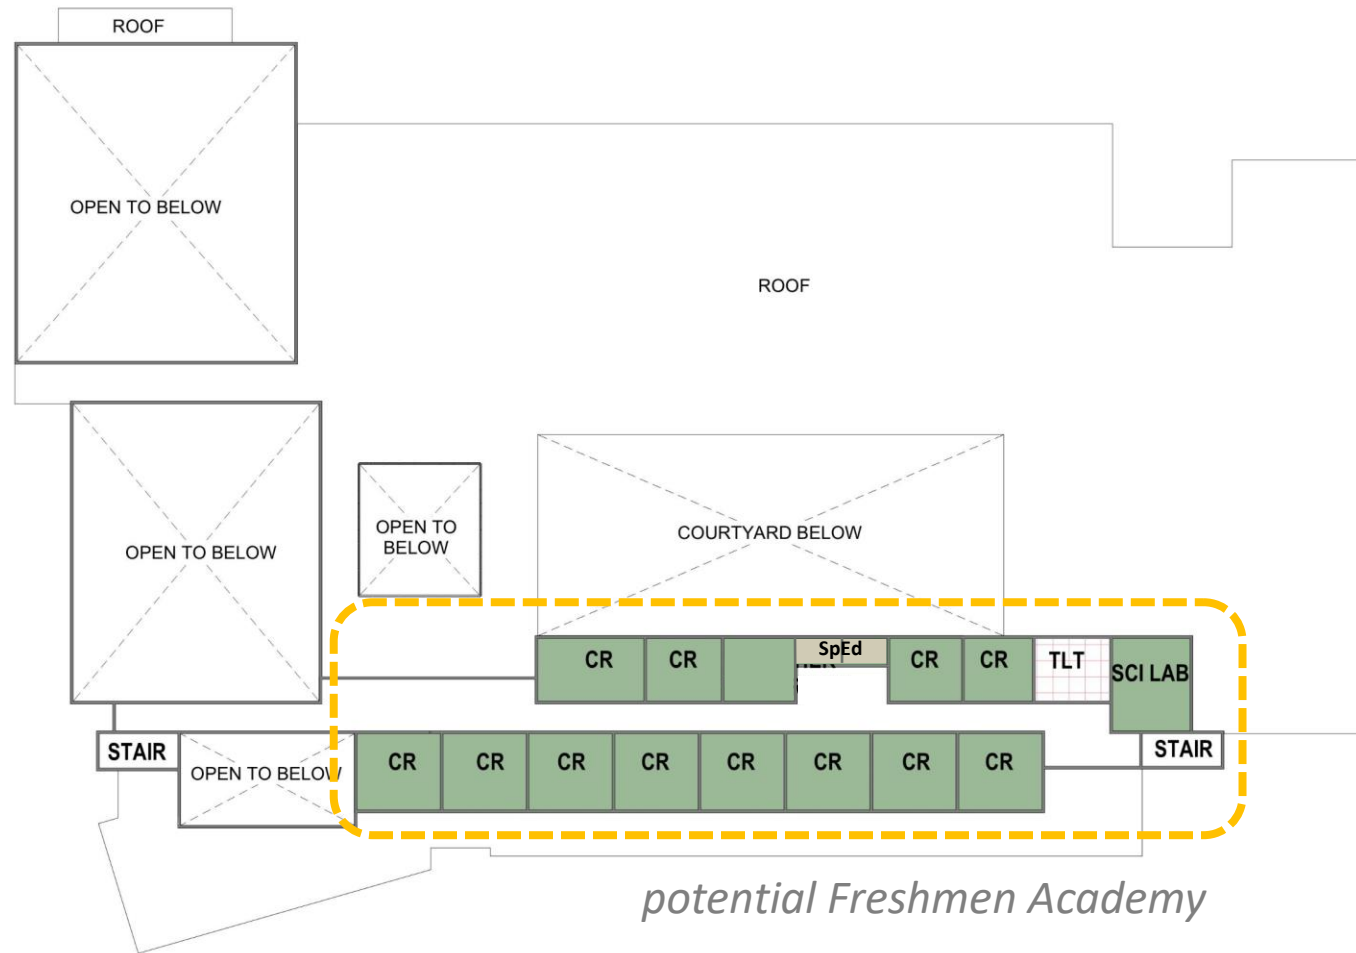 ROOF
OPEN TO BELOW
ROOF
OPEN TO
BELOW
COURTYARD BELOW
OPEN TO BELOW
SpEd
CR
CR
CR
CR
TLT
SCI LAB
STAIR
OPEN TO BELOW
CR
CR
CR
CR
CR
CR
CR
CR
STAIR
potential Freshmen Academy